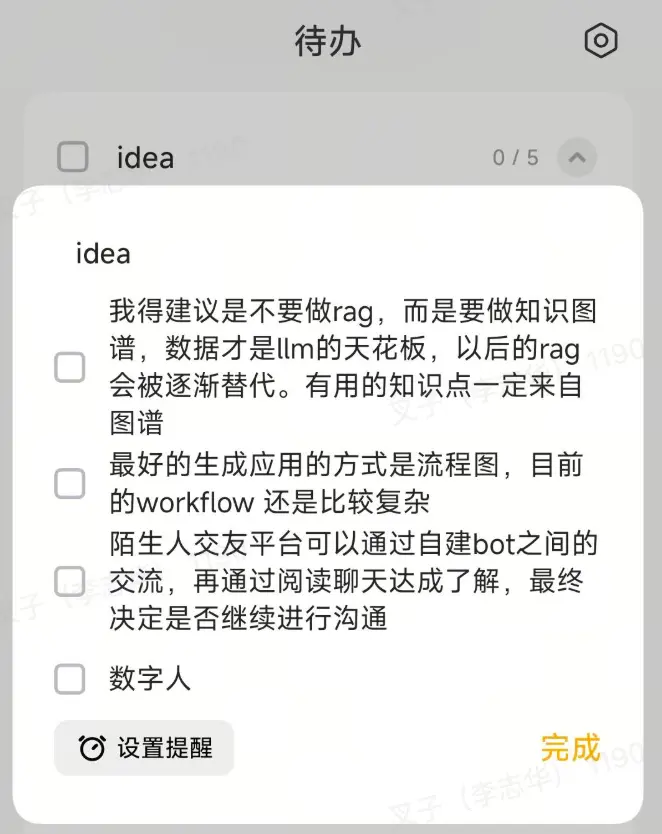 待办
idea
0 / 5
idea
我得建议是不要做rag，而是要做知识图
谱，数据才是llm的天花板，以后的rag
会被逐渐替代。有用的知识点一定来自
图谱
最好的生成应用的方式是流程图，目前
的workflow 还是比较复杂
陌生人交友平台可以通过自建bot之间的
交流，再通过阅读聊天达成了解，最终
决定是否继续进行沟通
数字人
设置提醒
完成
叉子（李志华）1190